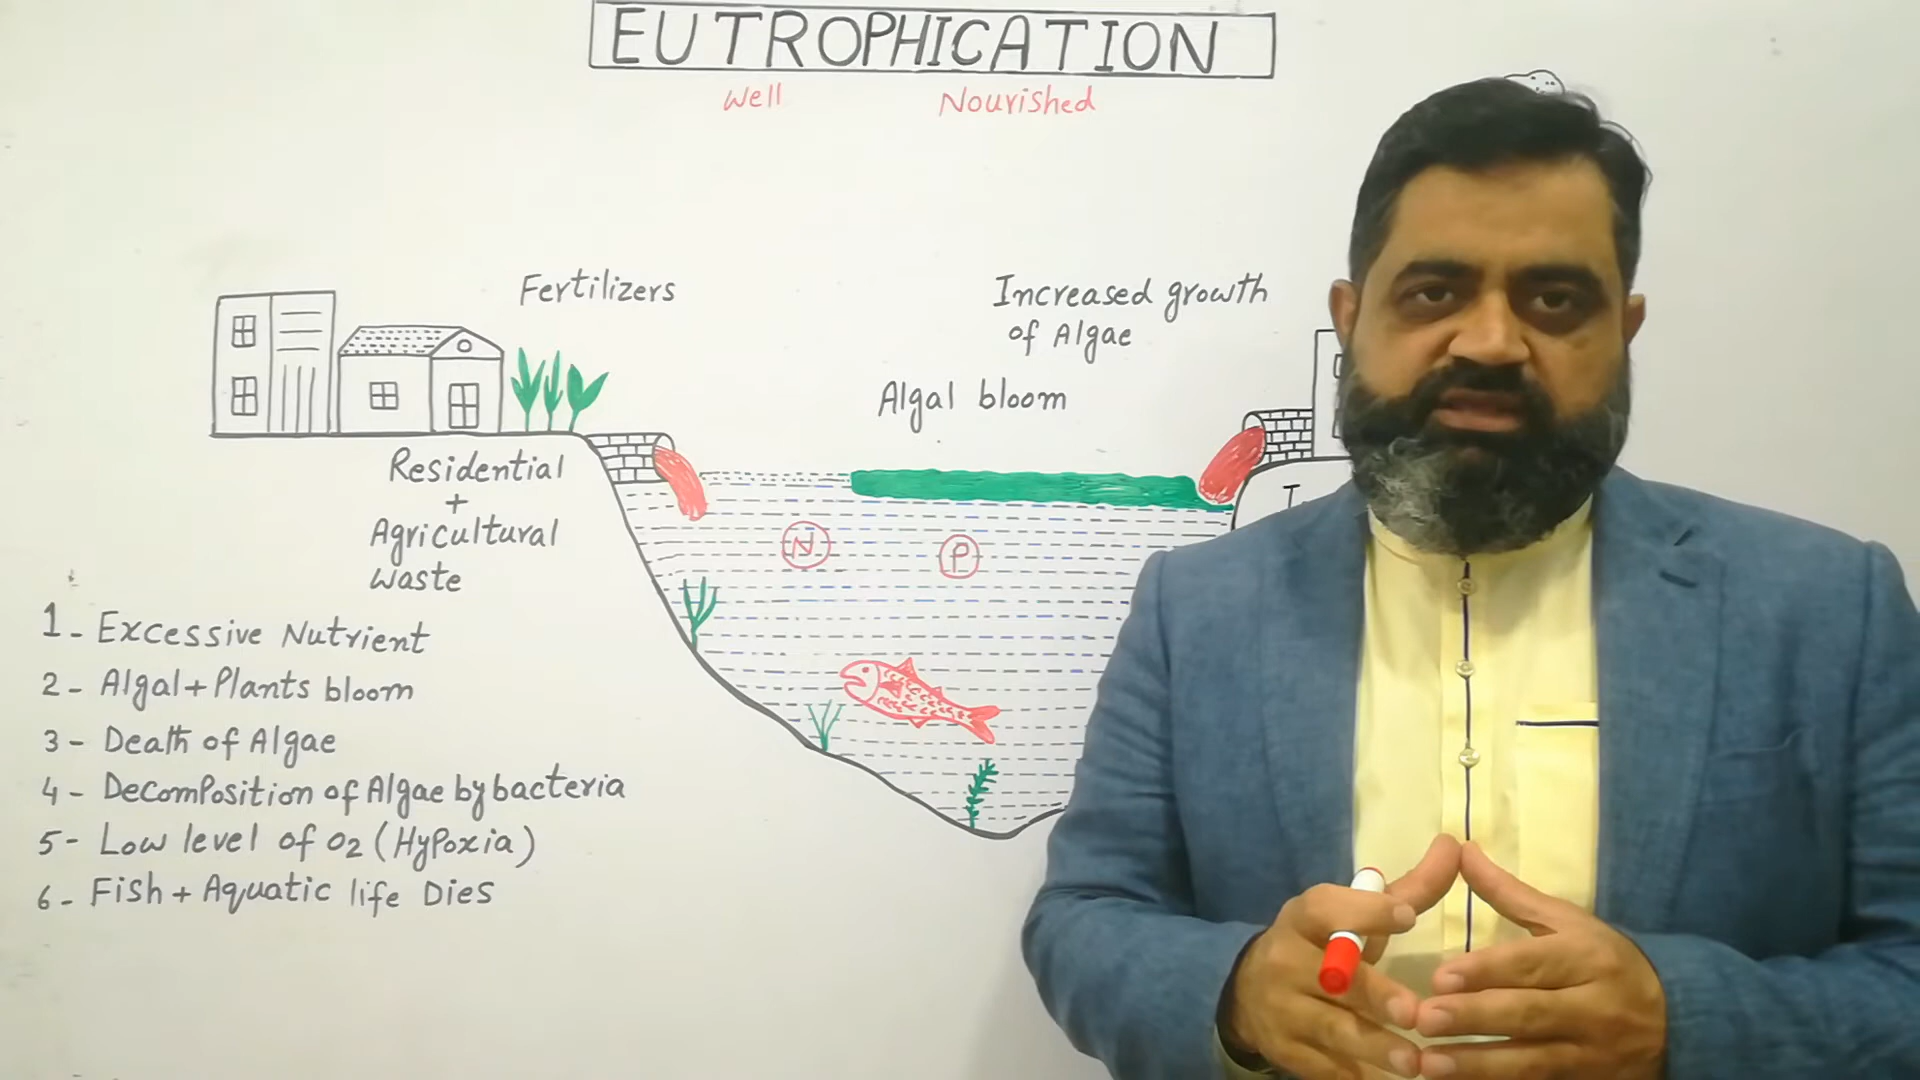 EUTROPHICATION
Well Nourished
Fertilizers
Increased growth
of Algae
Algal bloom
Residential
+
Agricultural
waste
N P
1- Excessive Nutrient
2- Algal + Plants bloom
3- Death of Algae
4- Decomposition of Algae by bacteria
5- Low level of O2 (Hypoxia)
6- Fish + Aquatic life Dies